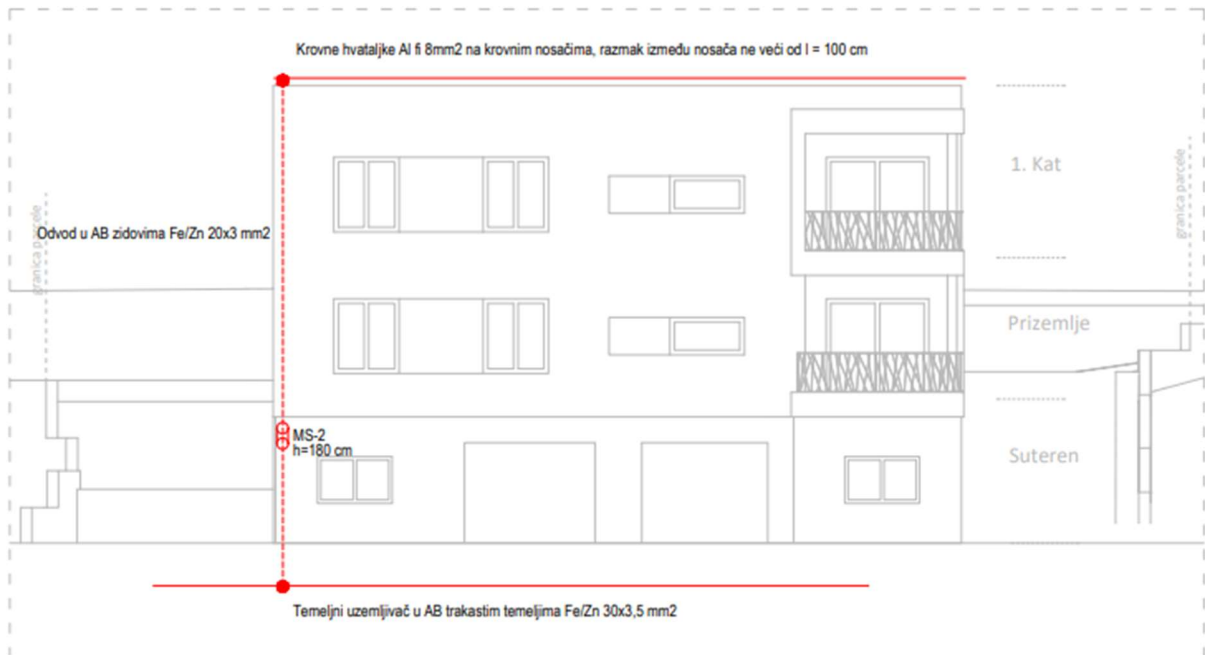 Krovne hvataljke Al fi 8mm2 na krovnim nosačima, razmak između nosača ne veći od l = 100 cm
1. Kat
granica parcele
granica parcele
Odvod u AB zidovima Fe/Zn 20x3 mm2
Prizemlje
MS-2
h=180 cm
Suteren
Temeljni uzemljivač u AB trakastim temeljima Fe/Zn 30x3,5 mm2